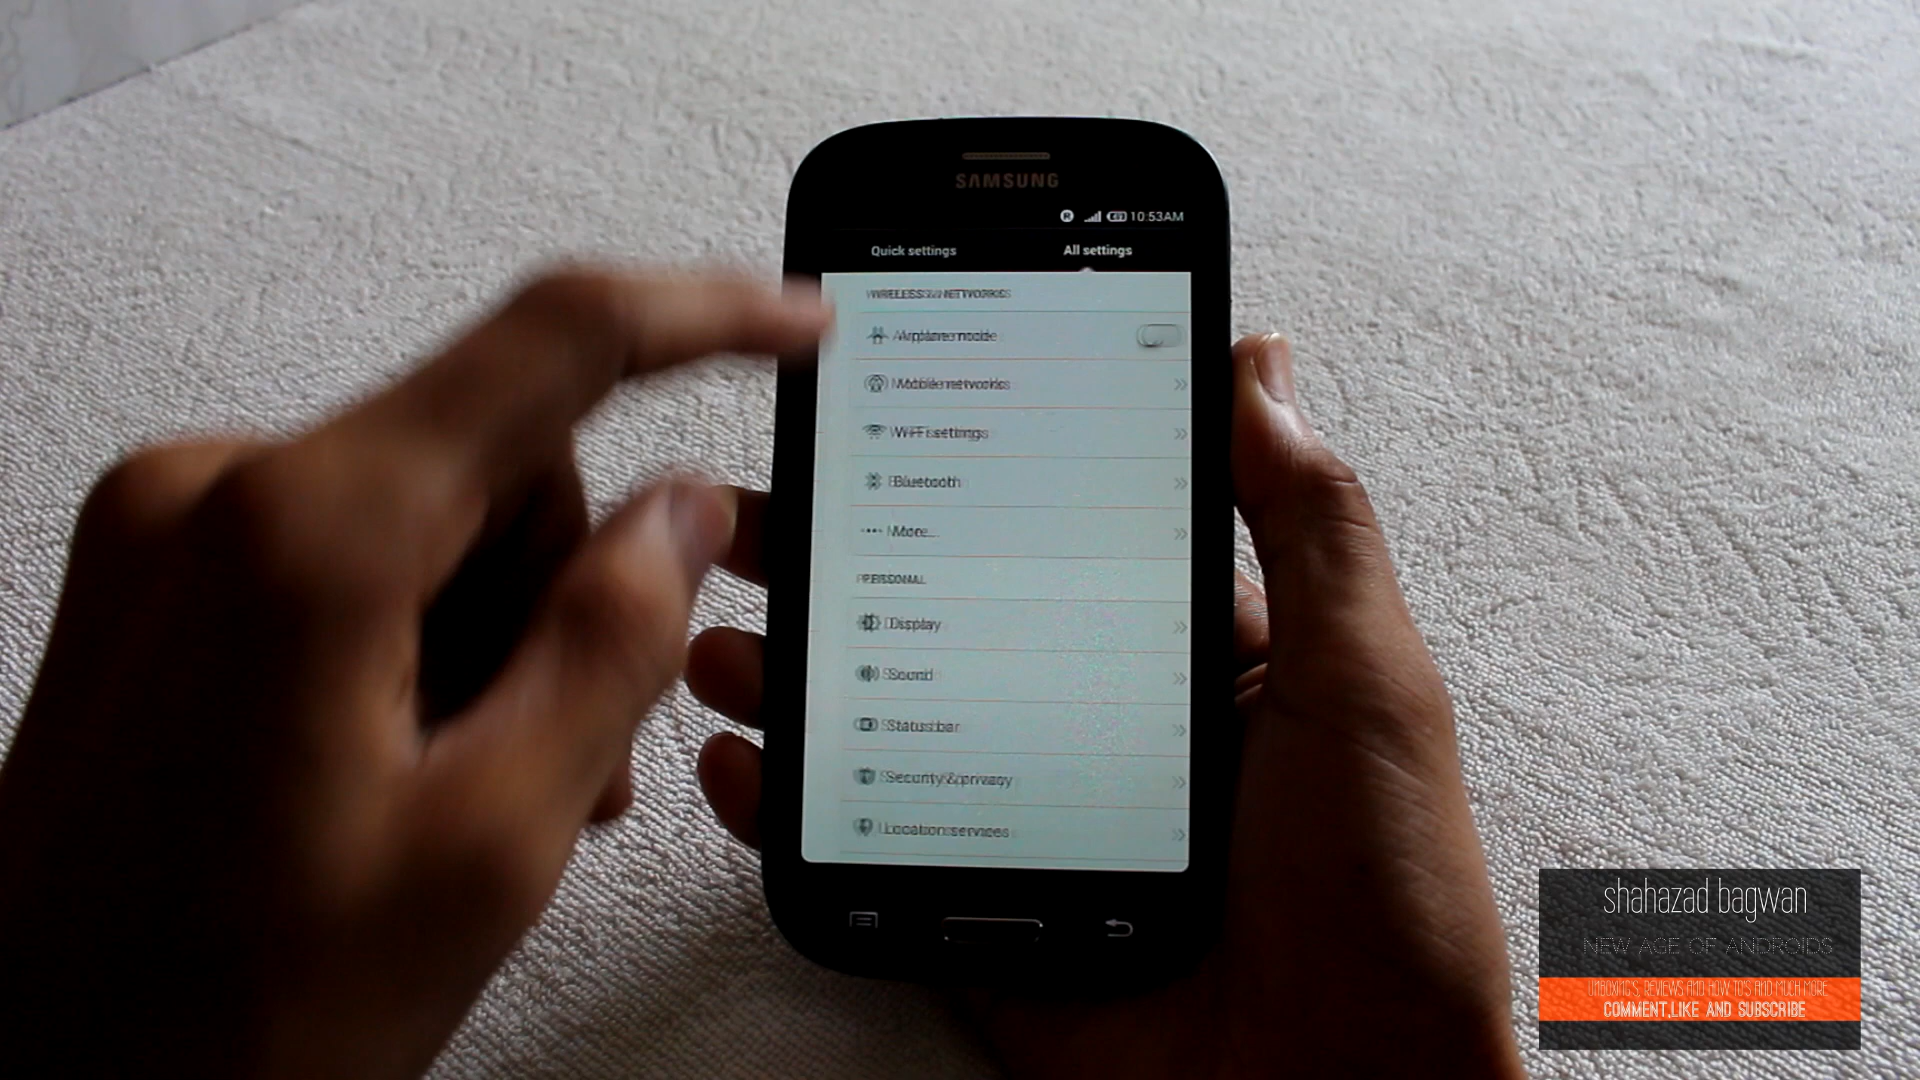 SAMSUNG
10:53AM
Quick settings
All settings
WIRELESS & NETWORKS
Airplane mode
Mobile networks
Wi-Fi settings
Bluetooth
More...
PERSONAL
Display
Sound
Status bar
Security & privacy
Location services
shahazad bagwan
NEW AGE OF ANDROIDS
UNBOXING'S, REVIEWS AND HOW TO'S AND MUCH MORE
COMMENT,LIKE AND SUBSCRIBE